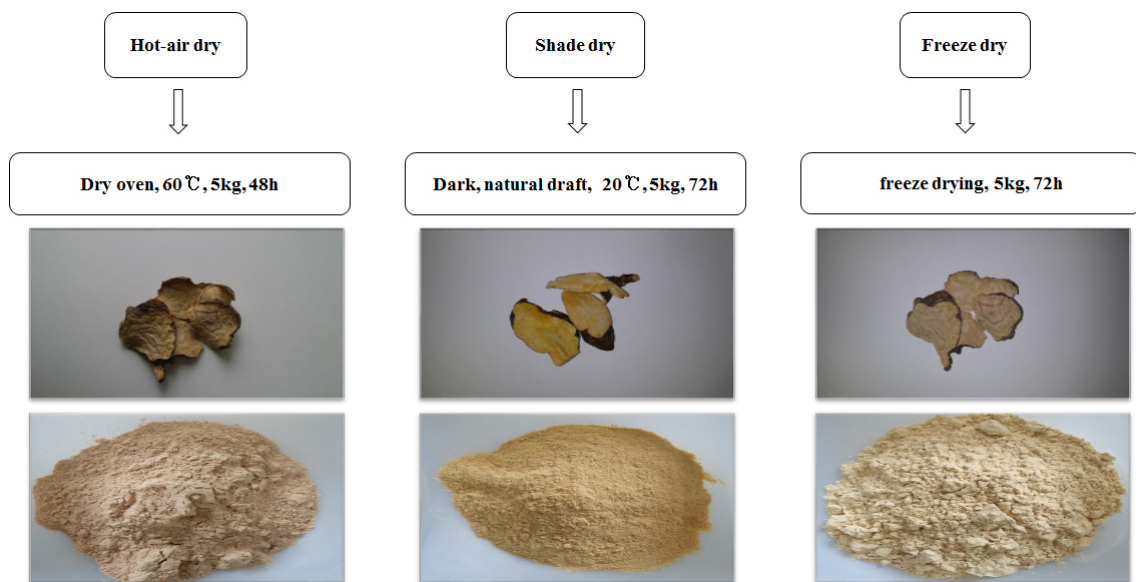 Hot-air dry
Shade dry
Freeze dry
Dry oven, 60℃, 5kg, 48h
Dark, natural draft, 20℃, 5kg, 72h
freeze drying, 5kg, 72h